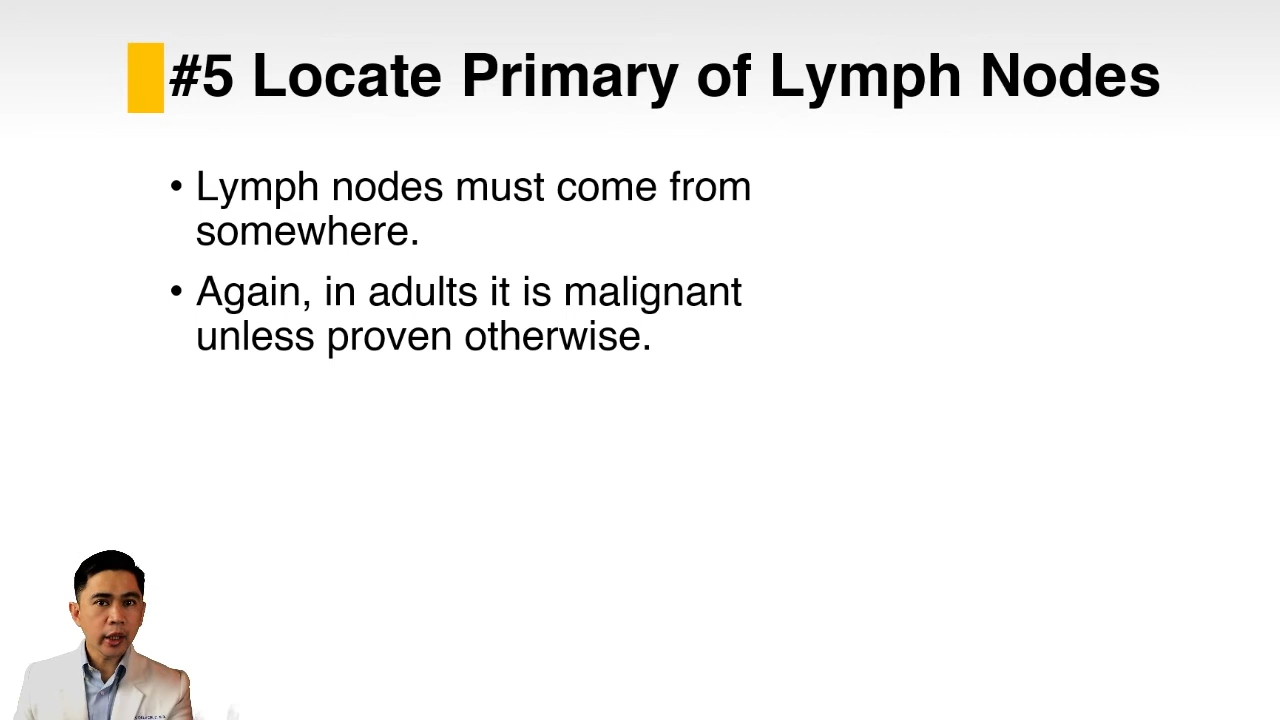 #5 Locate Primary of Lymph Nodes
• Lymph nodes must come from
somewhere.
• Again, in adults it is malignant
unless proven otherwise.